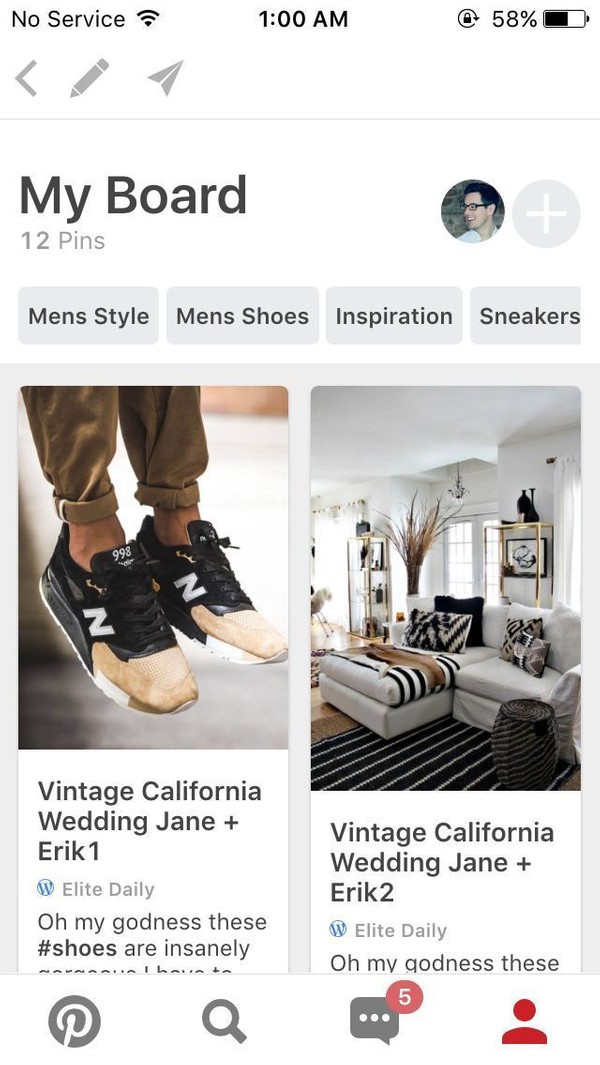 No Service 1:00 AM 58%
My Board
12 Pins
Mens Style Mens Shoes Inspiration Sneakers
998
N N
Vintage California
Wedding Jane +
Erik1
Elite Daily
Oh my godness these
#shoes are insanely
Vintage California
Wedding Jane +
Erik2
Elite Daily
Oh my godness these
5